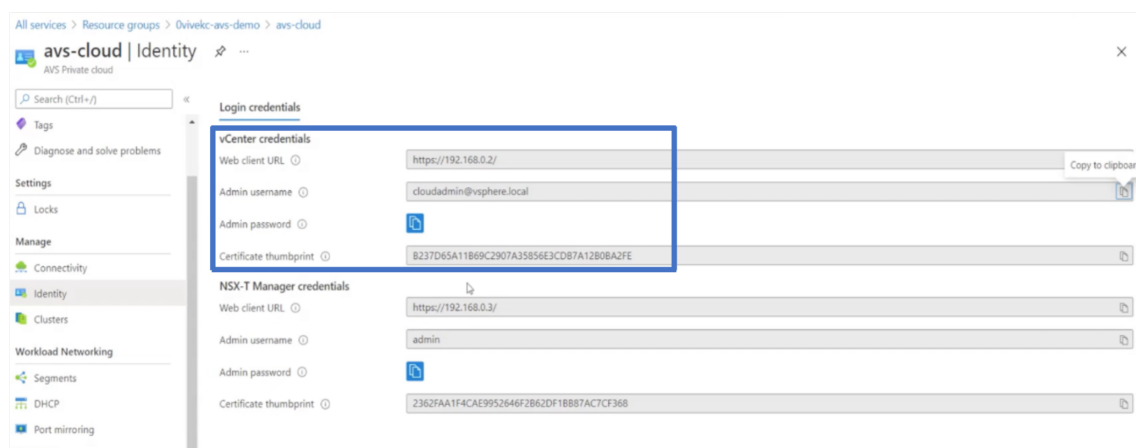 All services > Resource groups > 0vivekc-avs-demo > avs-cloud
avs-cloud | Identity ...
AVS Private cloud
Search (Ctrl+/)
Tags
Diagnose and solve problems
Settings
Locks
Manage
Connectivity
Identity
Clusters
Workload Networking
Segments
DHCP
Port mirroring
Login credentials
vCenter credentials
Web client URL https://192.168.0.2/
Copy to clipboar
Admin username cloudadmin@vsphere.local
Admin password
Certificate thumbprint B237D65A11B69C2907A35856E3CDB7A12B0BA2FE
NSX-T Manager credentials
Web client URL https://192.168.0.3/
Admin username admin
Admin password
Certificate thumbprint 2362FAA1F4CAE9952646F2B62DF1BB87AC7CF368